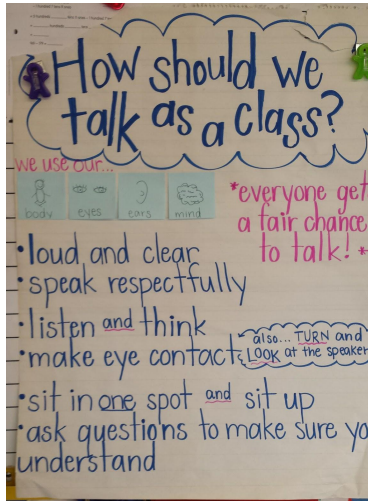 How should we
talk as a class?
we use our...
body eyes ears mind
*everyone get
a fair chance
to talk! *
•loud and clear
•speak respectfully
•listen and think
•make eye contact
also... TURN and
LOOK at the speaker
•sit in one spot and sit up
•ask questions to make sure yo
understand